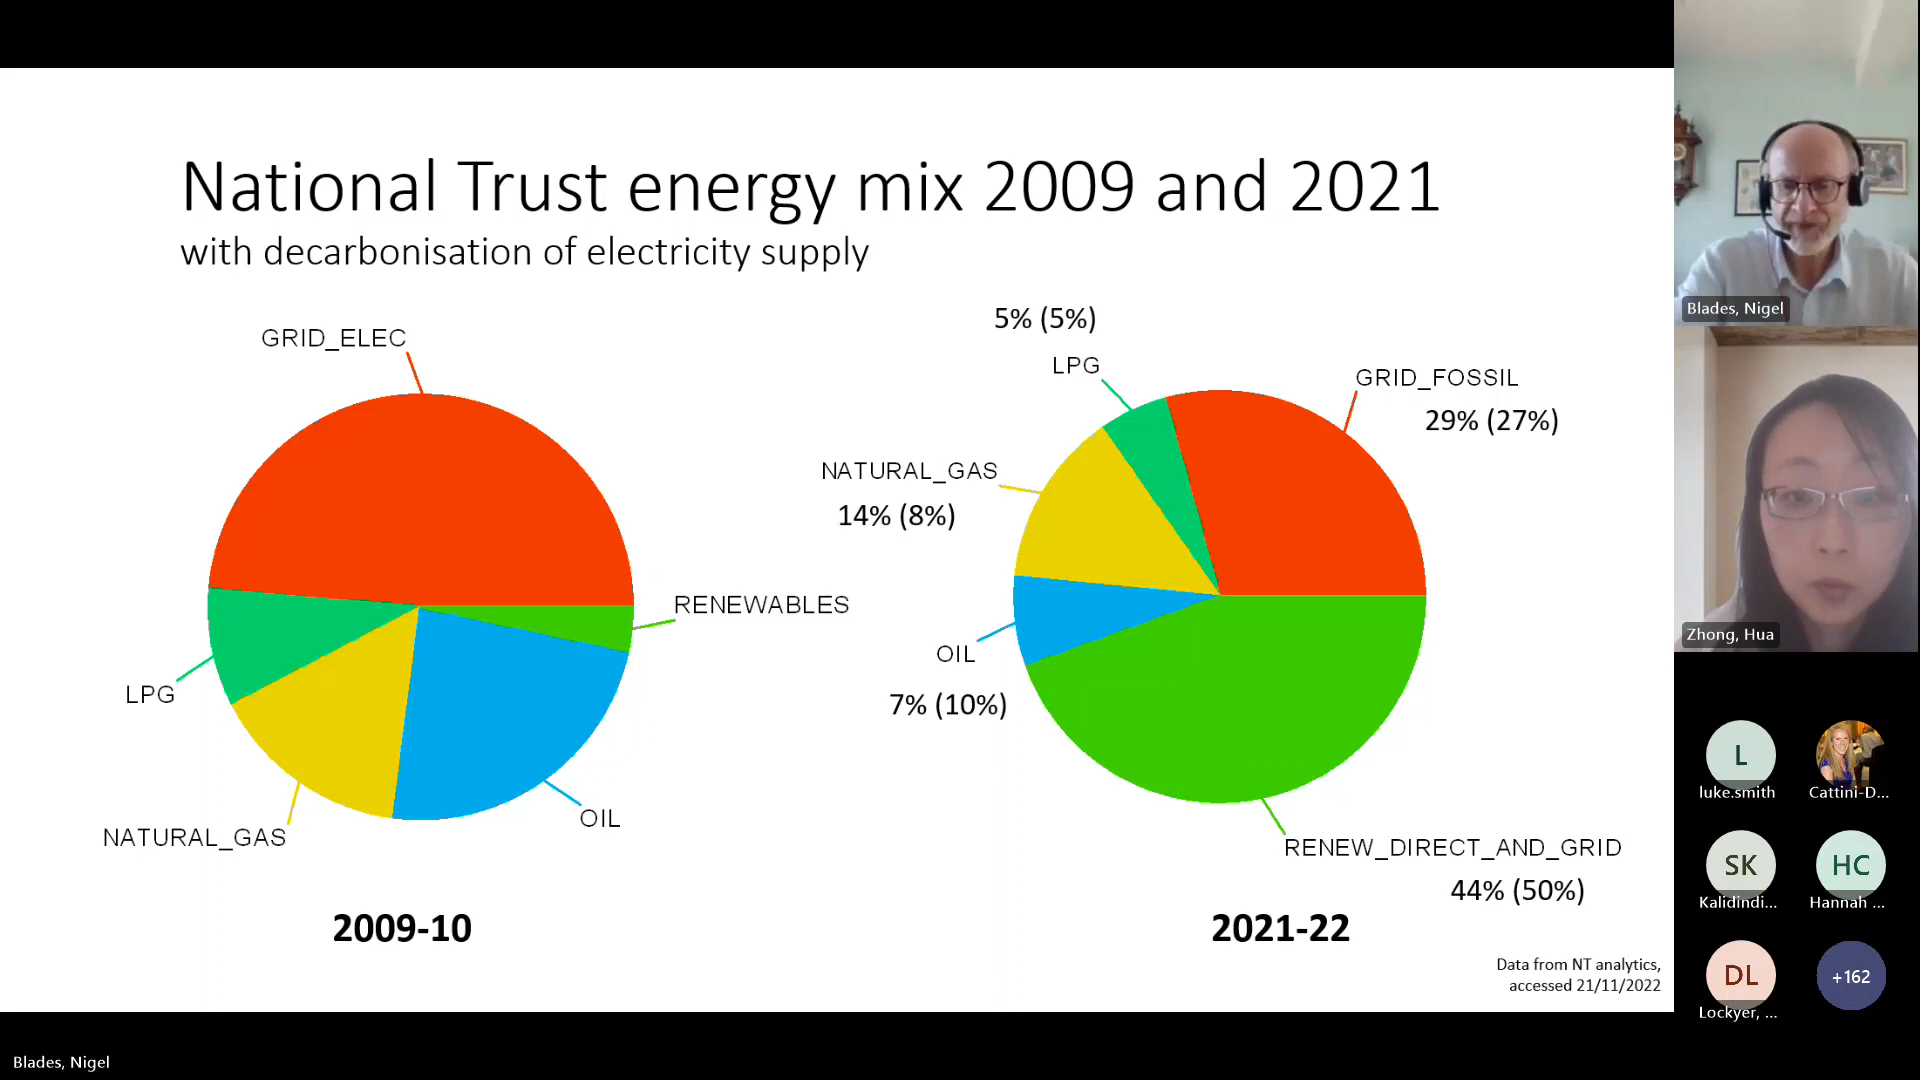 National Trust energy mix 2009 and 2021
with decarbonisation of electricity supply
GRID_ELEC
RENEWABLES
LPG
NATURAL_GAS
OIL
2009-10
5% (5%)
LPG
GRID_FOSSIL
29% (27%)
NATURAL_GAS
14% (8%)
OIL
7% (10%)
RENEW_DIRECT_AND_GRID
44% (50%)
2021-22
Data from NT analytics,
accessed 21/11/2022
Blades, Nigel
Zhong, Hua
L
luke.smith
Cattini-D...
SK
Kalidindi...
HC
Hannah ...
DL
Lockyer, ...
+162
Blades, Nigel